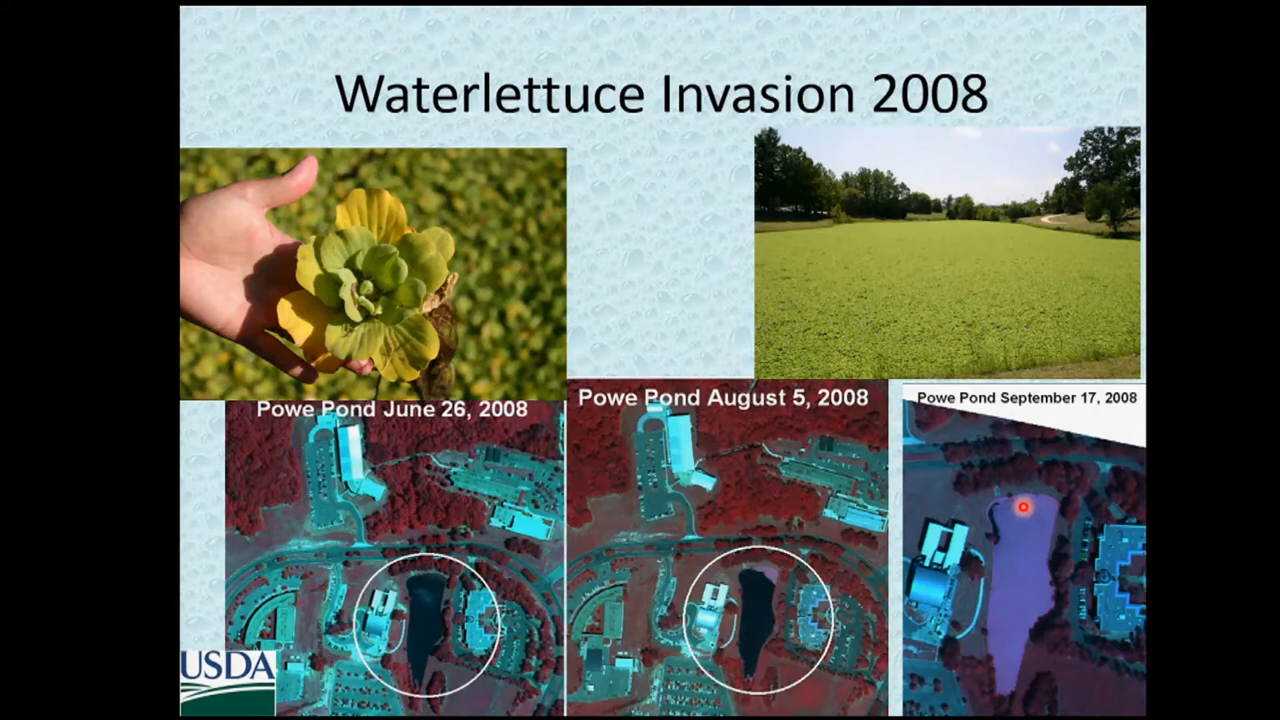 Waterlettuce Invasion 2008
Powe Pond June 26, 2008
Powe Pond August 5, 2008
Powe Pond September 17, 2008
USDA